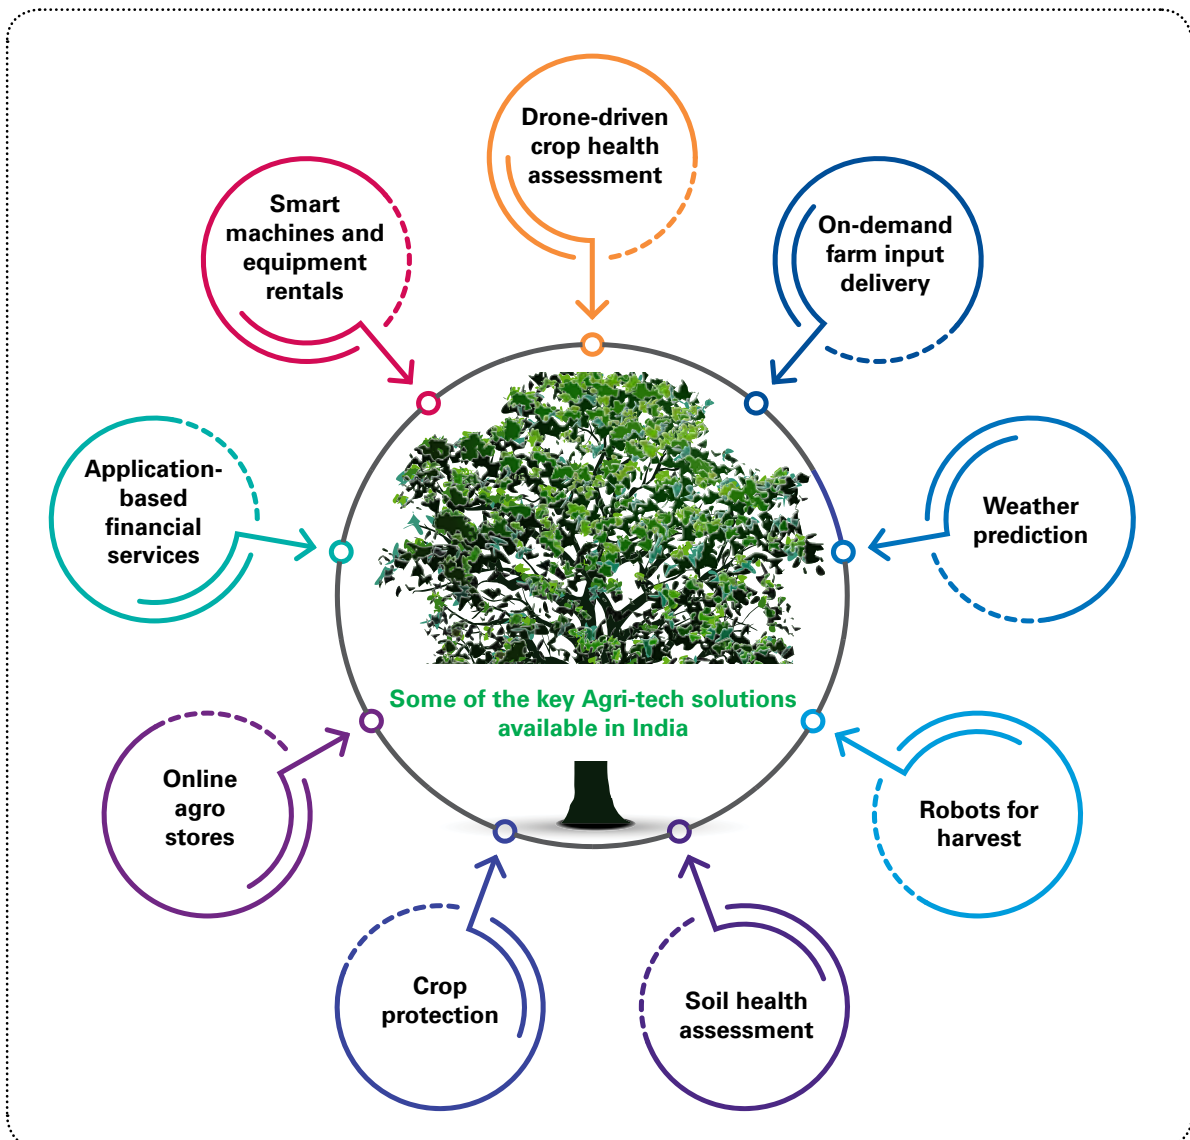 Drone-driven
crop health
assessment
On-demand
farm input
delivery
Weather
prediction
Robots for
harvest
Soil health
assessment
Crop
protection
Online
agro
stores
Application-
based
financial
services
Smart
machines and
equipment
rentals
Some of the key Agri-tech solutions
available in India